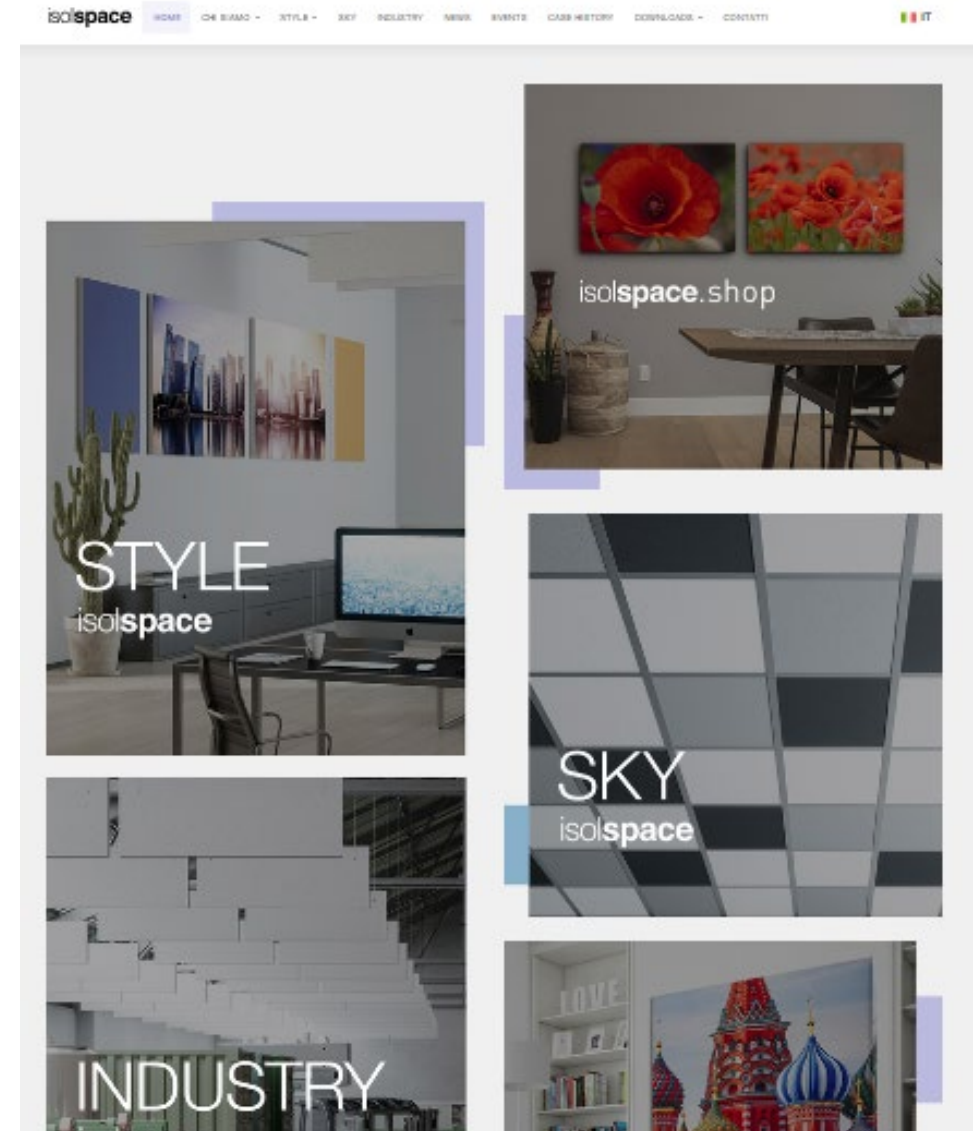 isolspace HOME CHI SIAMO STYLE SKY INDUSTRY NEWS EVENTS CASE HISTORY DOWNLOADS CONTATTI IT
isolspace.shop
STYLE
isolspace
SKY
isolspace
LOVE
INDUSTRY